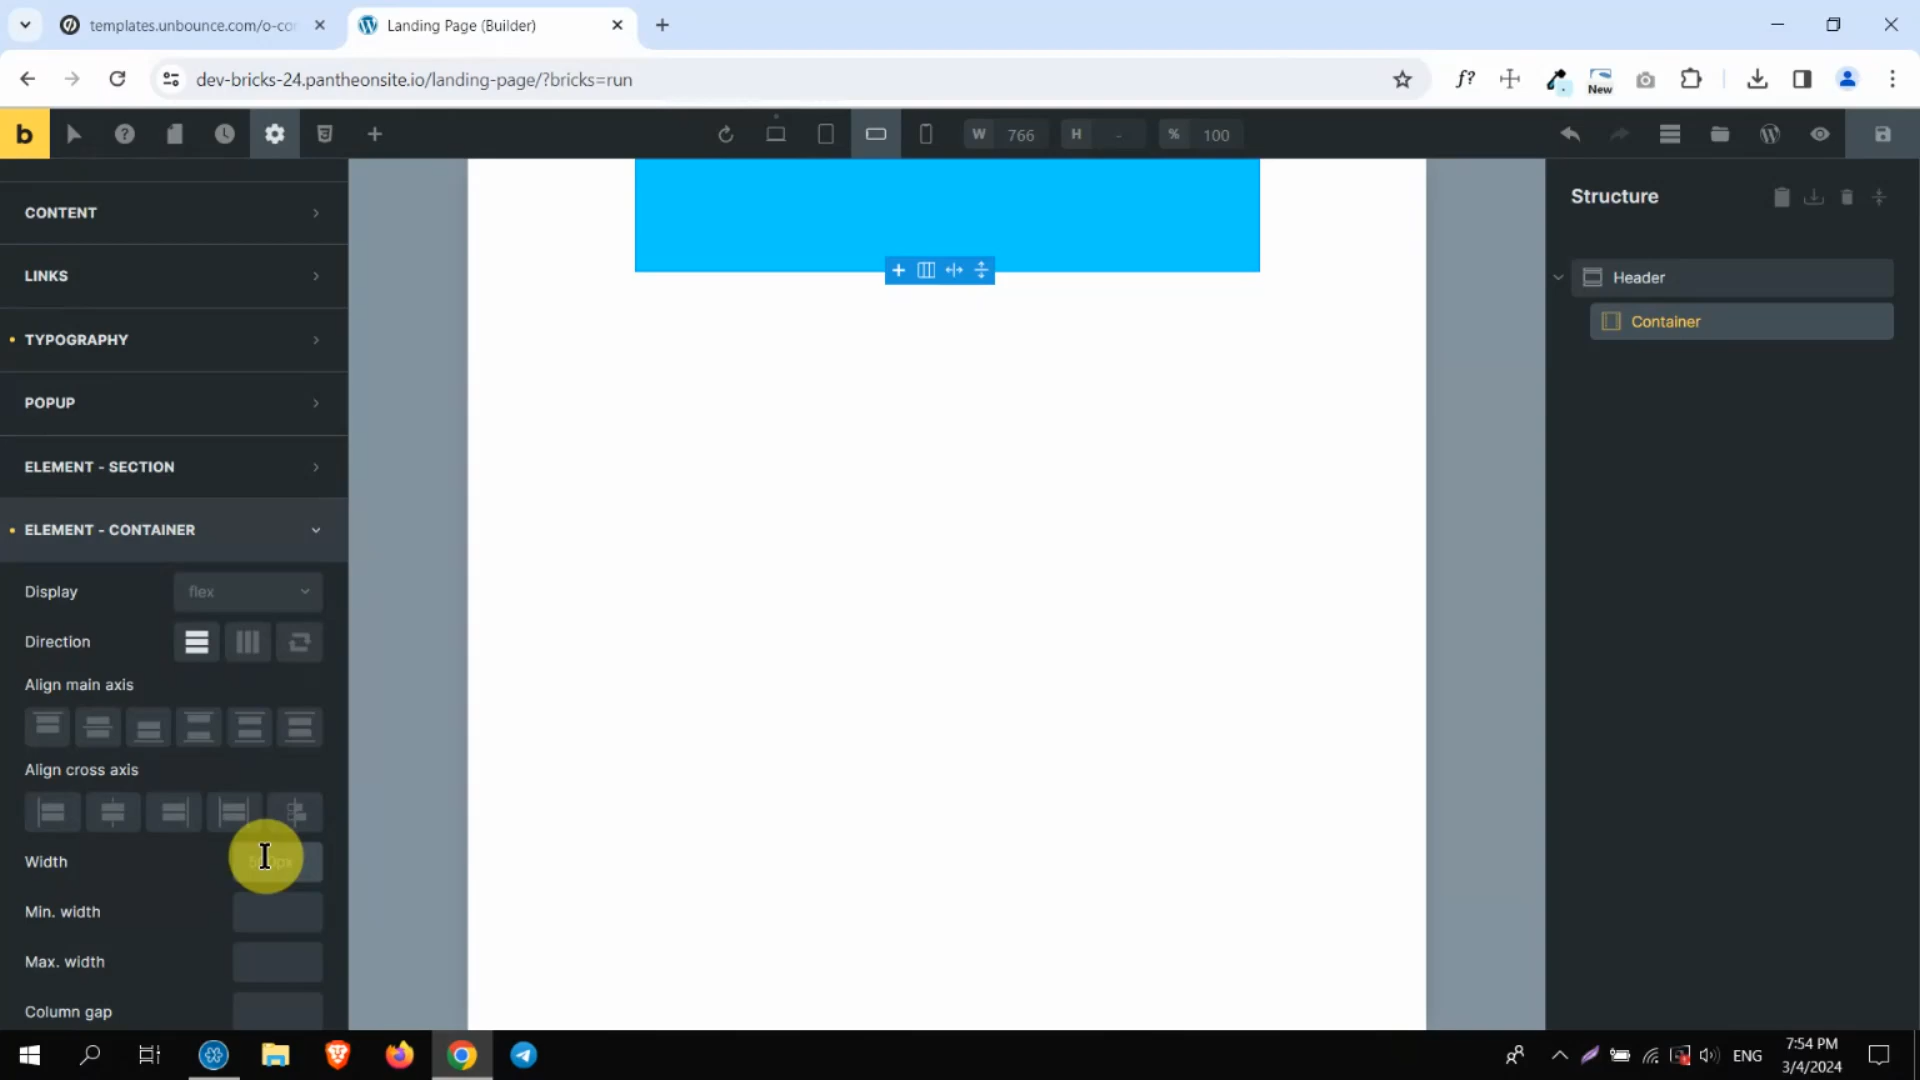 templates.unbounce.com/o-co
Landing Page (Builder)
dev-bricks-24.pantheonsite.io/landing-page/?bricks=run
f?
New
b
W 766 H - % 100
CONTENT
LINKS
TYPOGRAPHY
POPUP
ELEMENT - SECTION
ELEMENT - CONTAINER
Display flex
Direction
Align main axis
Align cross axis
Width
Min. width
Max. width
Column gap
Structure
Header
Container
ENG
7:54 PM
3/4/2024